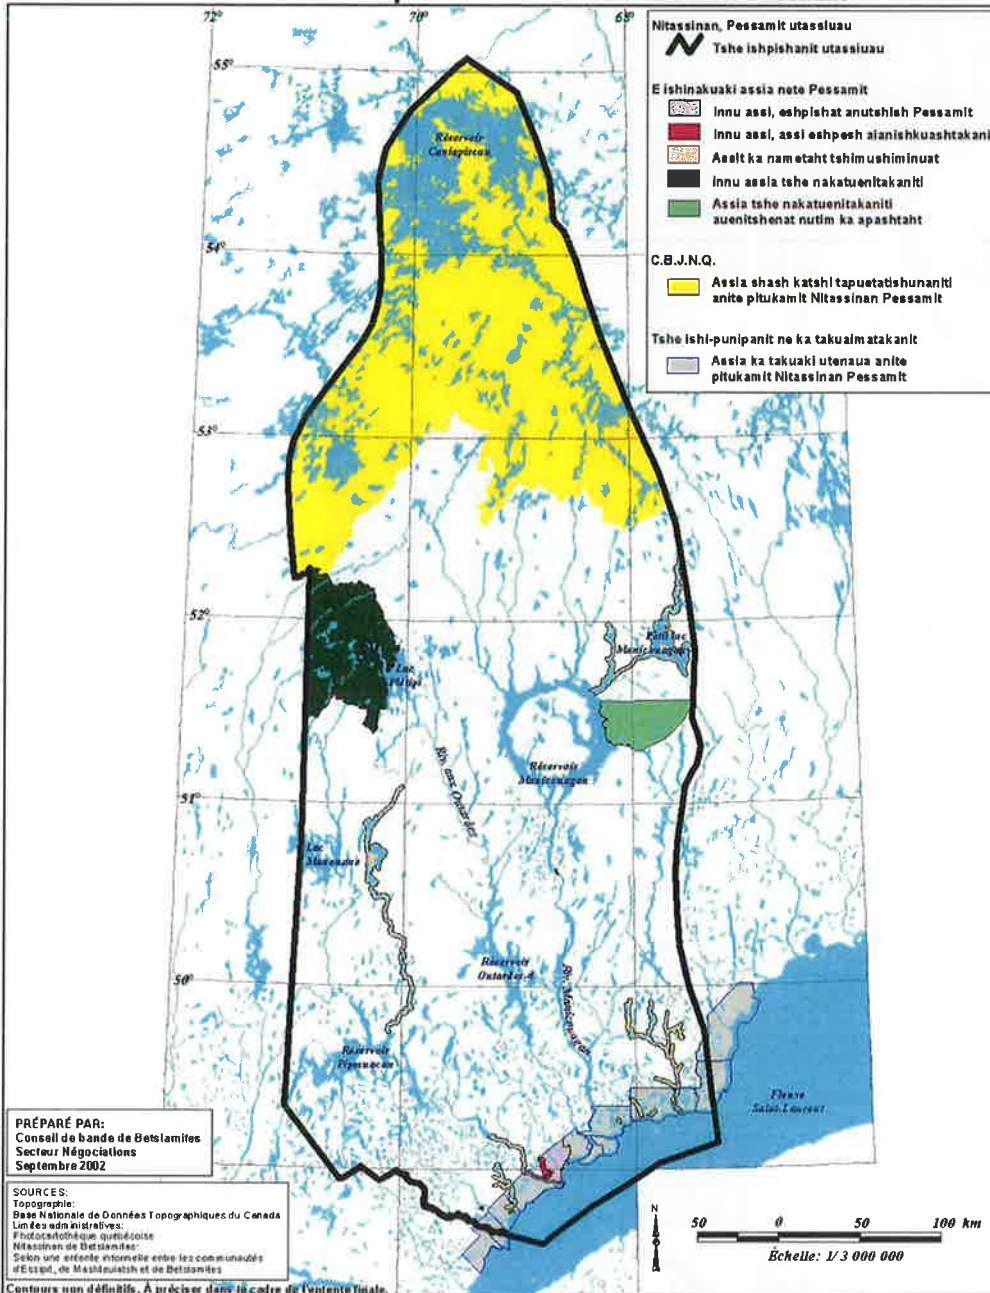 72°
70°
68°
Nitassinan, Pessamit utassiuau
Tshe ishpishanit utassiuau
55°
E ishinakuaki assia nete Pessamit
Innu assi, eshpishat anutshish Pessamit
Innu assi, assi eshpesh aianishkuashtakani
Assit ka nametaht tshimushiminuat
Innu assia tshe nakatuenitakaniti
Assia tshe nakatuenitakaniti
auenitshenat nutim ka apashtaht
Réservoir
Caniapiscau
54°
C.B.J.N.Q.
Assia shash katshi tapuetatishunaniti
anite pitukamit Nitassinan Pessamit
Tshe ishi-punipanit ne ka takuaimatakanit
Assia ka takuaki utenaua anite
pitukamit Nitassinan Pessamit
53°
52°
Petit lac
Manicouagan
Lac
Plétipi
Réservoir
Manicouagan
Riv. aux Outardes
51°
Lac
Manouane
Réservoir
Outardes-4
Riv. Manicouagan
50°
Réservoir
Pipmuacan
Fleuve
Saint-Laurent
PRÉPARÉ PAR:
Conseil de bande de Betsiamites
Secteur Négociations
Septembre 2002
SOURCES:
Topographie:
Base Nationale de Données Topographiques du Canada
Limites administratives:
Photocartothèque québécoise
Nitassinan de Betsiamites:
Selon une entente informelle entre les communautés
d'Essipit, de Mashteuiatsh et de Betsiamites
N
50 0 50 100 km
Échelle: 1/ 3 000 000
Contours non définitifs. À préciser dans le cadre de l'entente finale.